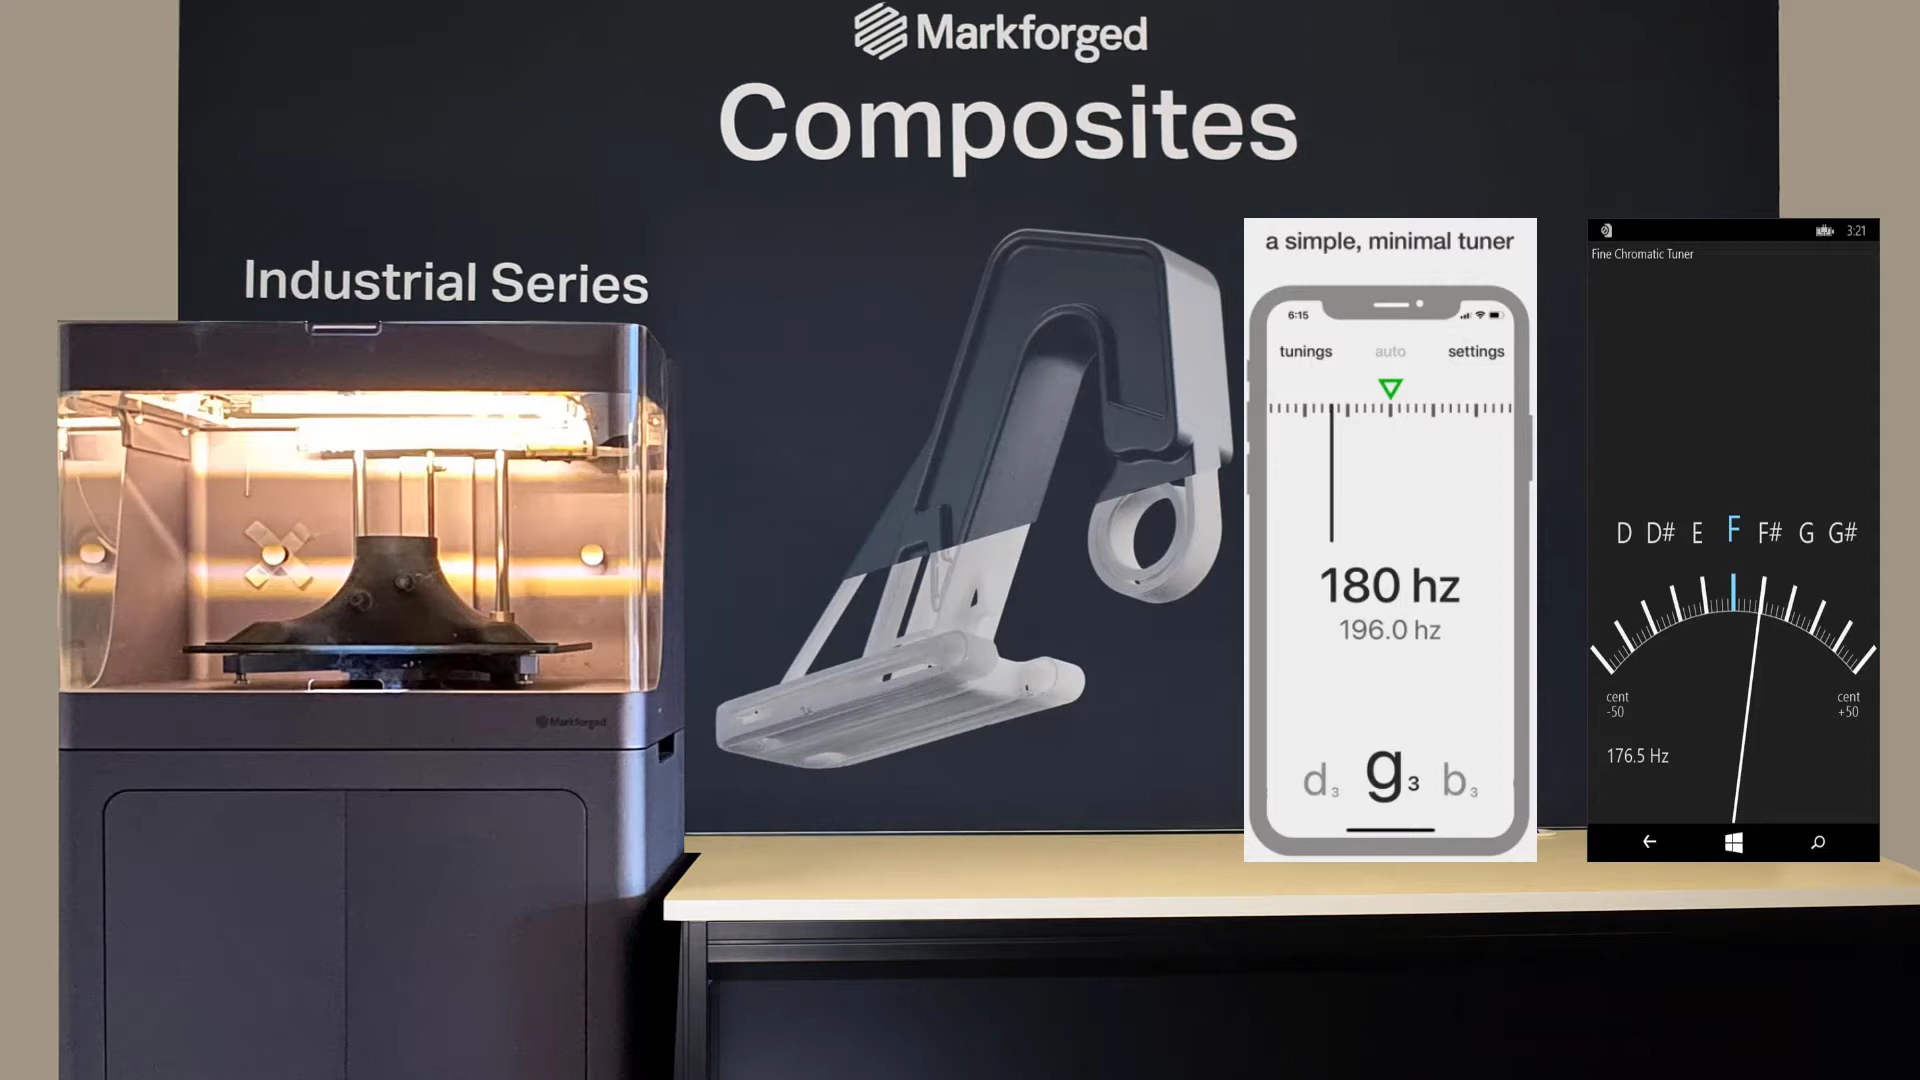 Markforged
Composites
Industrial Series
Markforged
a simple, minimal tuner
6:15
tunings auto settings
180 hz
196.0 hz
d3 g3 b3
3:21
Fine Chromatic Tuner
D D# E F F# G G#
cent
-50
cent
+50
176.5 Hz